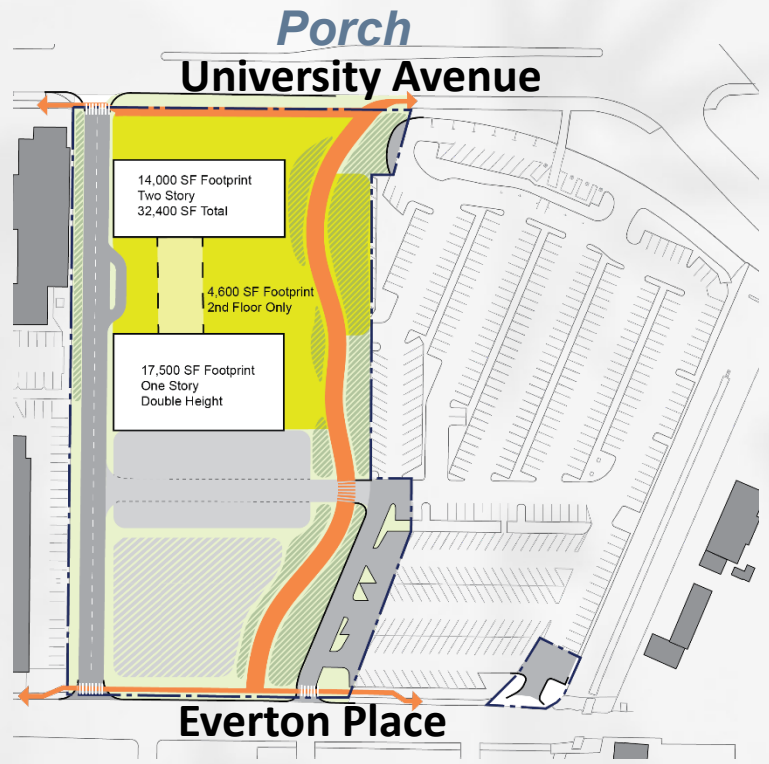 Porch
University Avenue
14,000 SF Footprint
Two Story
32,400 SF Total
4,600 SF Footprint
2nd Floor Only
17,500 SF Footprint
One Story
Double Height
Everton Place